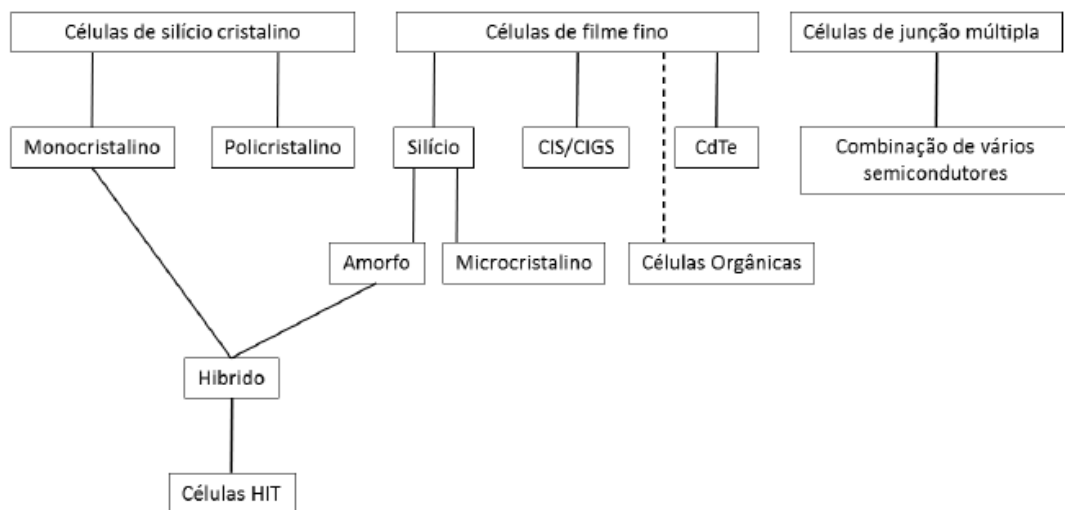 Células de silício cristalino
Células de filme fino
Células de junção múltipla
Monocristalino
Policristalino
Silício
CIS/CIGS
CdTe
Combinação de vários
semicondutores
Amorfo
Microcristalino
Células Orgânicas
Hibrido
Células HIT